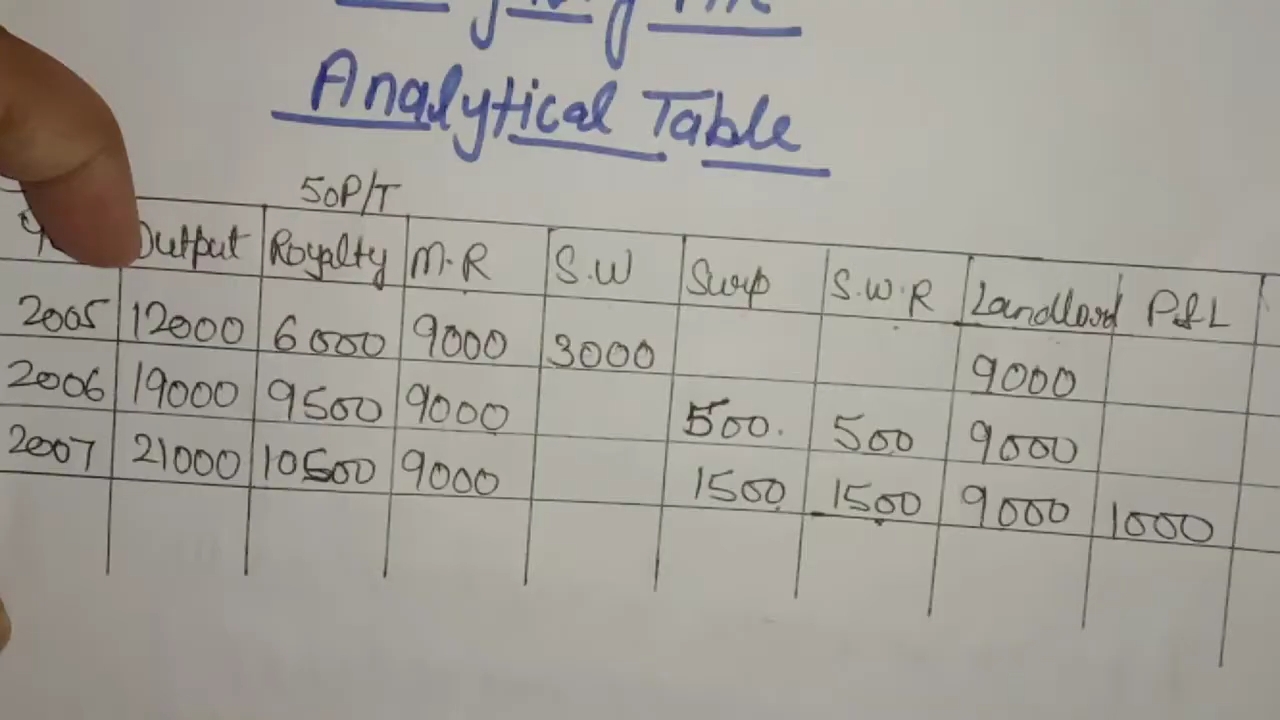 Analytical Table
50P/T
Output Royalty M.R S.W Surp S.W.R Landlord P&L
2005 12000 6000 9000 3000 9000
2006 19000 9500 9000 500. 500 9000
2007 21000 10500 9000 1500 1500 9000 1000